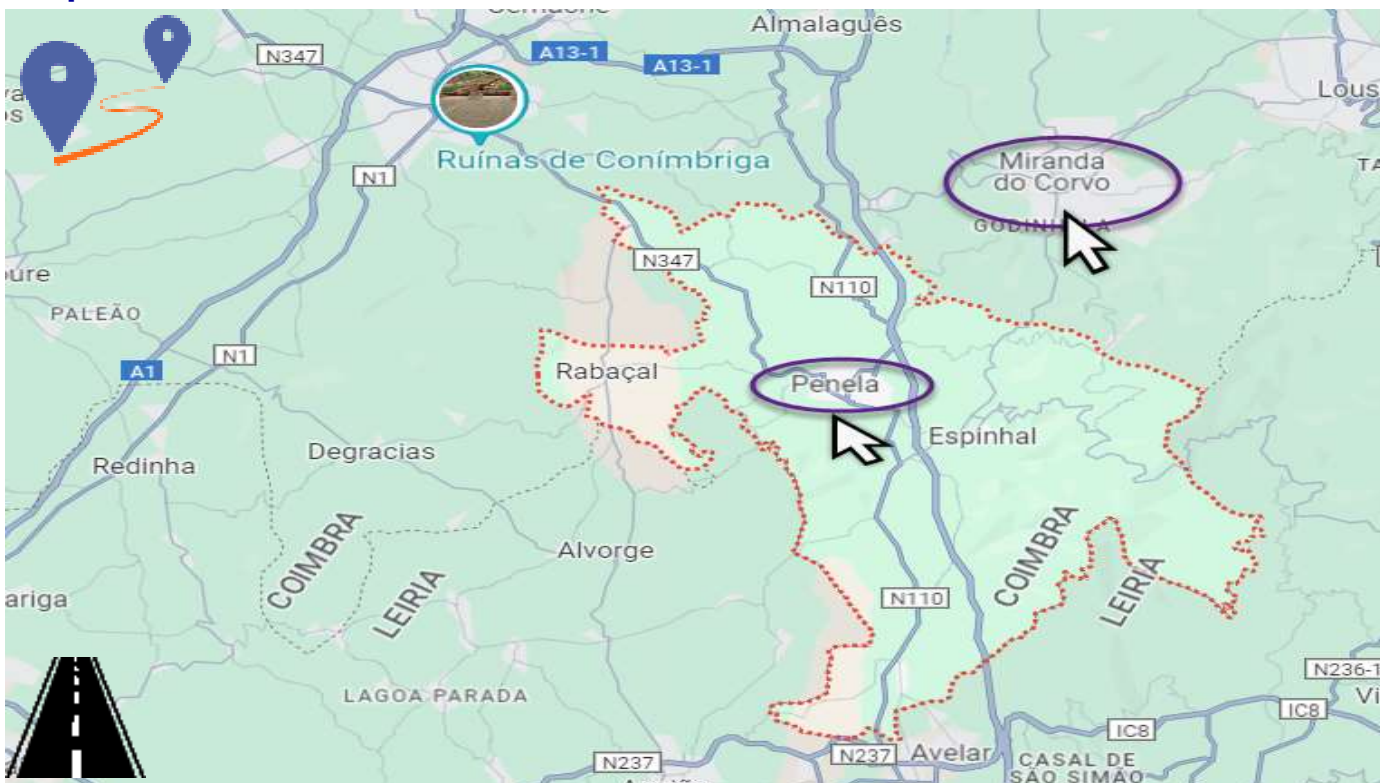 Almalaguês
N347
A13-1
A13-1
Lous
Ruínas de Conímbriga
Miranda
do Corvo
N1
N347
N110
PALEÃO
N1
A1
Rabaçal
Penela
Espinhal
Degracias
Redinha
COIMBRA
LEIRIA
Alvorge
COIMBRA
LEIRIA
ariga
N110
LAGOA PARADA
N236-1
Vi
IC8
IC8
N237
N237
Avelar
CASAL DE
SÃO SIMÃO